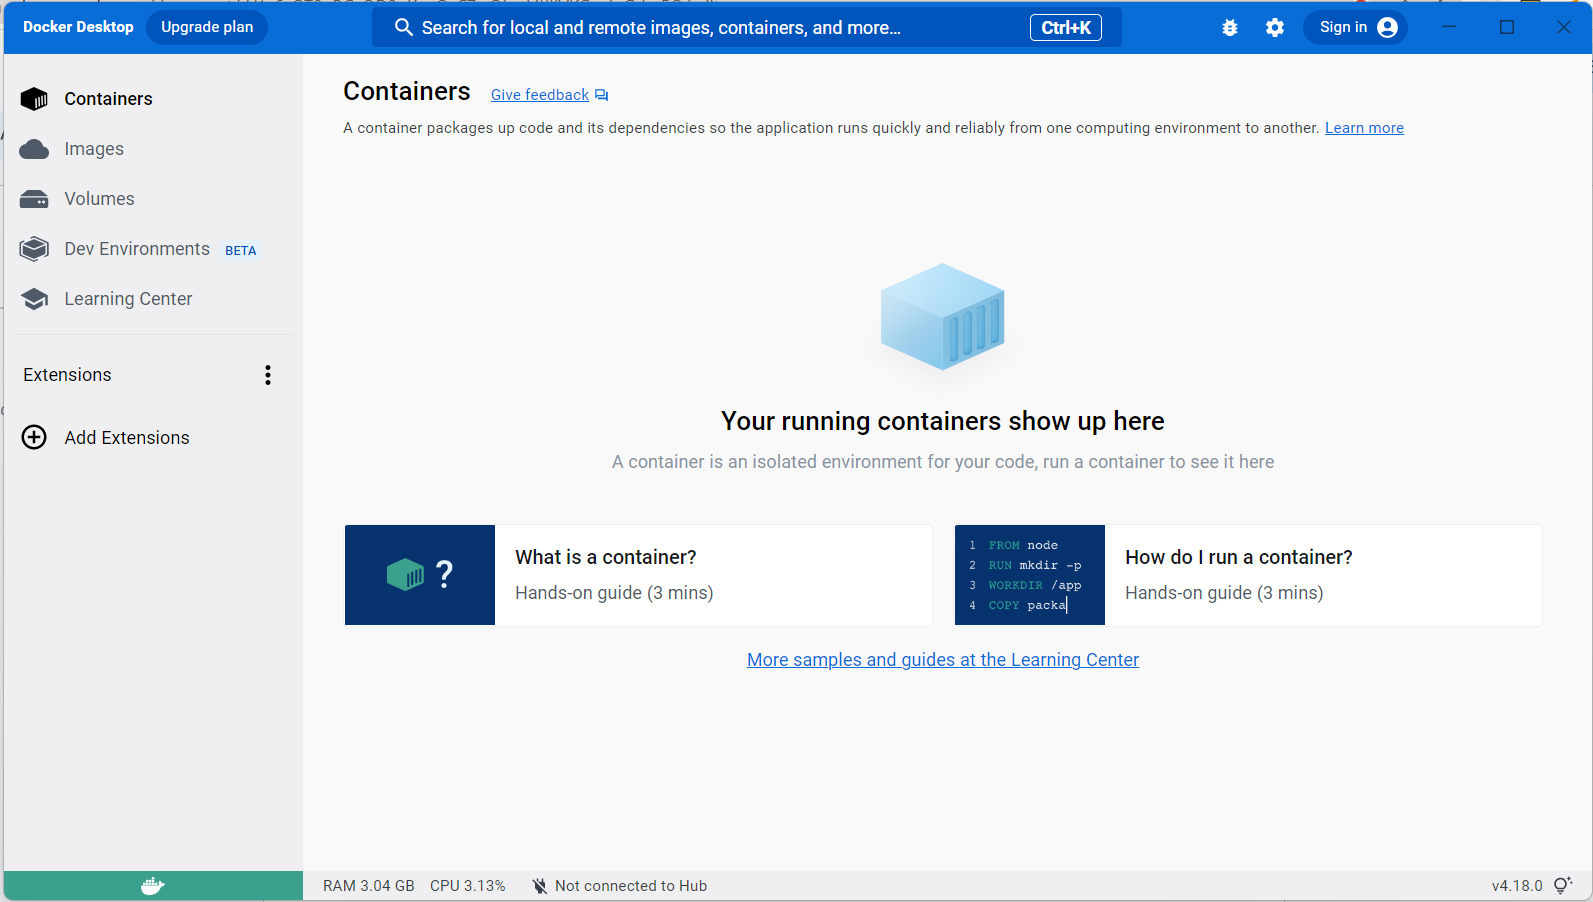 Docker Desktop
Upgrade plan
Search for local and remote images, containers, and more...
Ctrl+K
Sign in
Containers
Images
Volumes
Dev Environments BETA
Learning Center
Extensions
Add Extensions
Containers
Give feedback
A container packages up code and its dependencies so the application runs quickly and reliably from one computing environment to another. Learn more
Your running containers show up here
A container is an isolated environment for your code, run a container to see it here
?
What is a container?
Hands-on guide (3 mins)
1 FROM node
2 RUN mkdir -p
3 WORKDIR /app
4 COPY packa
How do I run a container?
Hands-on guide (3 mins)
More samples and guides at the Learning Center
RAM 3.04 GB CPU 3.13% Not connected to Hub
v4.18.0